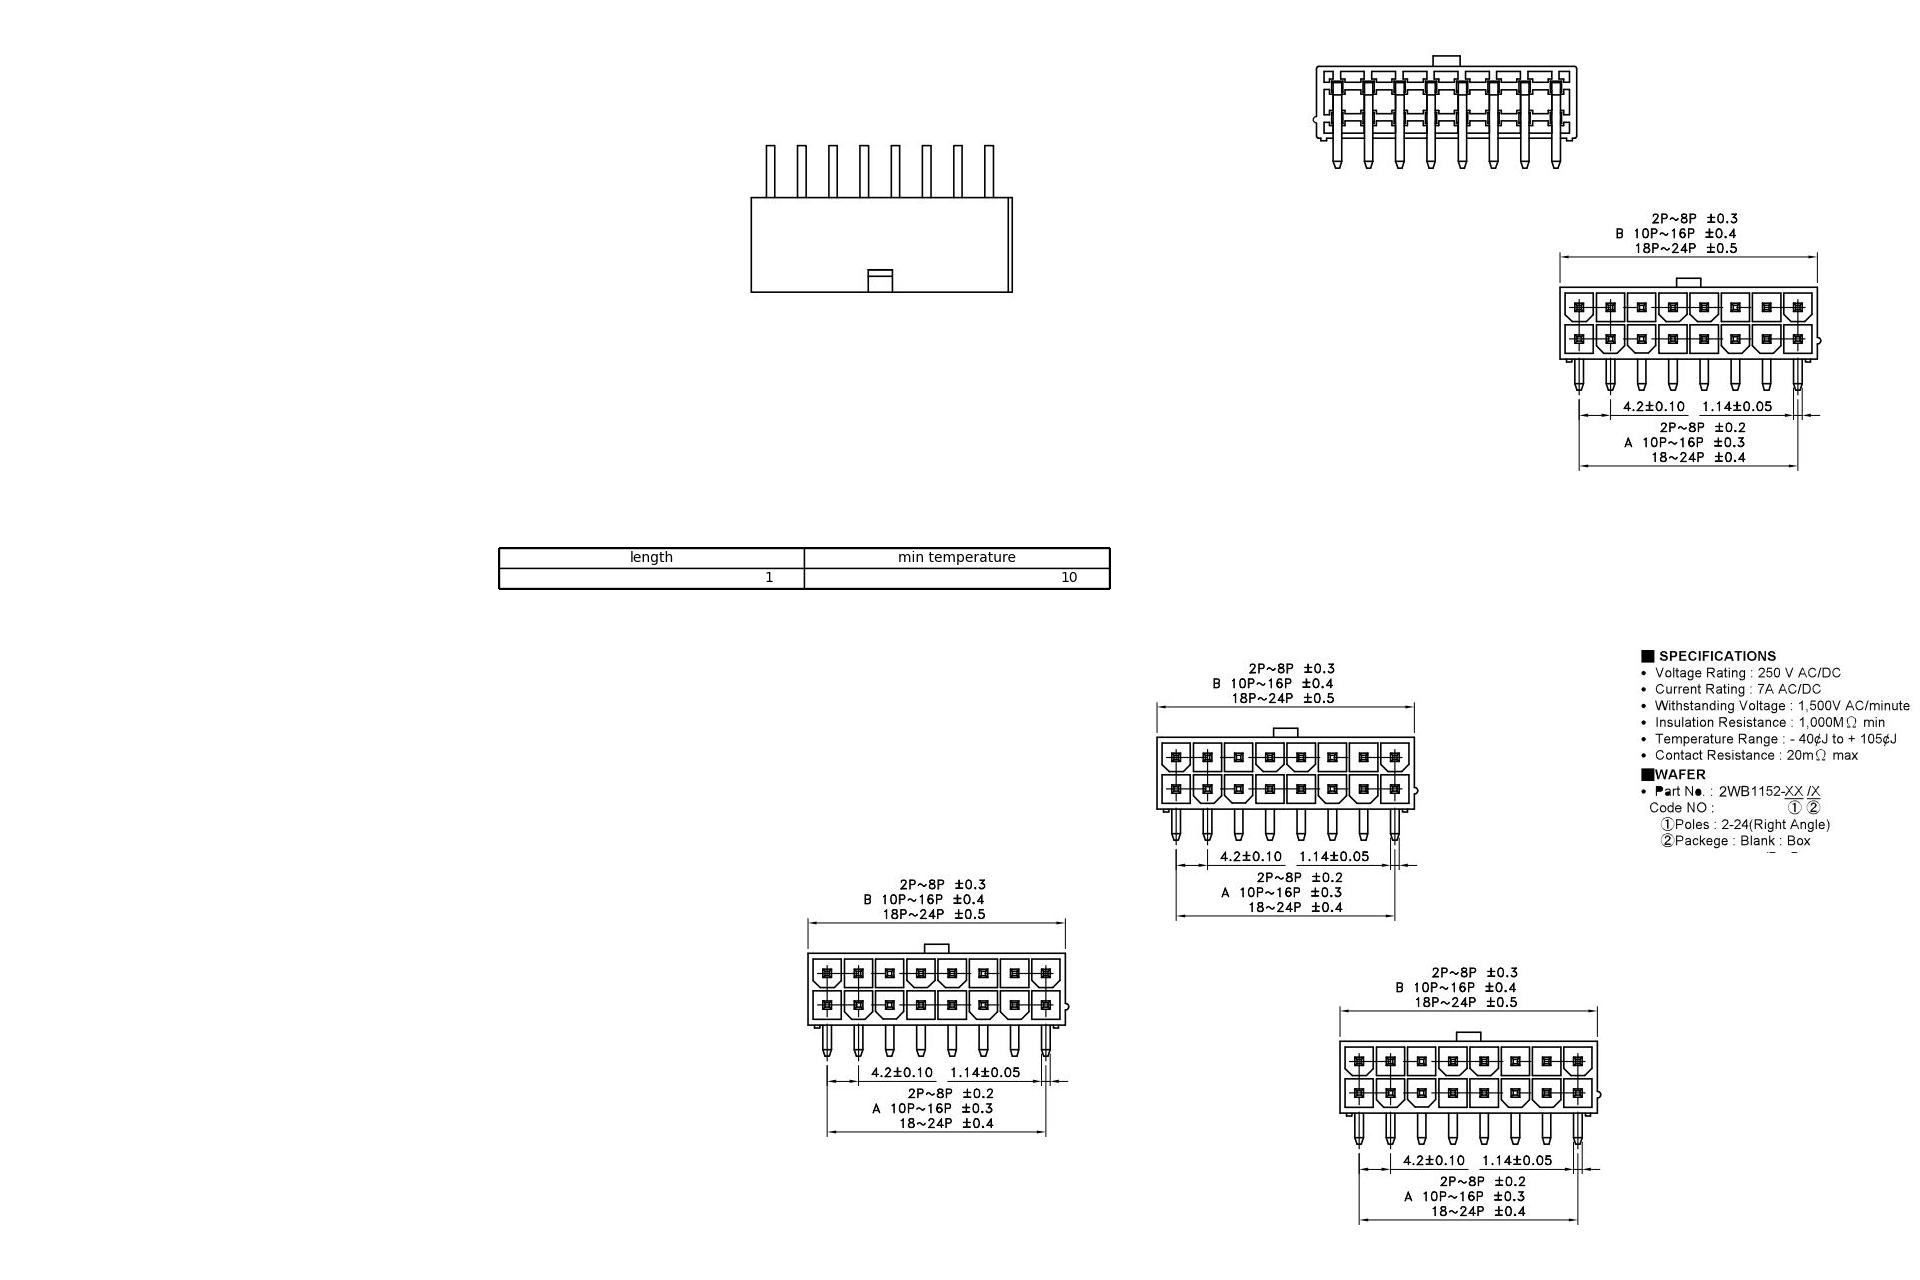 2P~8P ±0.3
B 10P~16P ±0.4
18P~24P ±0.5
4.2±0.10 1.14±0.05
2P~8P ±0.2
A 10P~16P ±0.3
18~24P ±0.4
length min temperature
1 10
2P~8P ±0.3
B 10P~16P ±0.4
18P~24P ±0.5
4.2±0.10 1.14±0.05
2P~8P ±0.2
A 10P~16P ±0.3
18~24P ±0.4
■ SPECIFICATIONS
• Voltage Rating : 250 V AC/DC
• Current Rating : 7A AC/DC
• Withstanding Voltage : 1,500V AC/minute
• Insulation Resistance : 1,000MΩ min
• Temperature Range : - 40¢J to + 105¢J
• Contact Resistance : 20mΩ max
■WAFER
• Part No. : 2WB1152-XX /X
Code NO : ① ②
①Poles : 2-24(Right Angle)
②Packege : Blank : Box
2P~8P ±0.3
B 10P~16P ±0.4
18P~24P ±0.5
4.2±0.10 1.14±0.05
2P~8P ±0.2
A 10P~16P ±0.3
18~24P ±0.4
2P~8P ±0.3
B 10P~16P ±0.4
18P~24P ±0.5
4.2±0.10 1.14±0.05
2P~8P ±0.2
A 10P~16P ±0.3
18~24P ±0.4